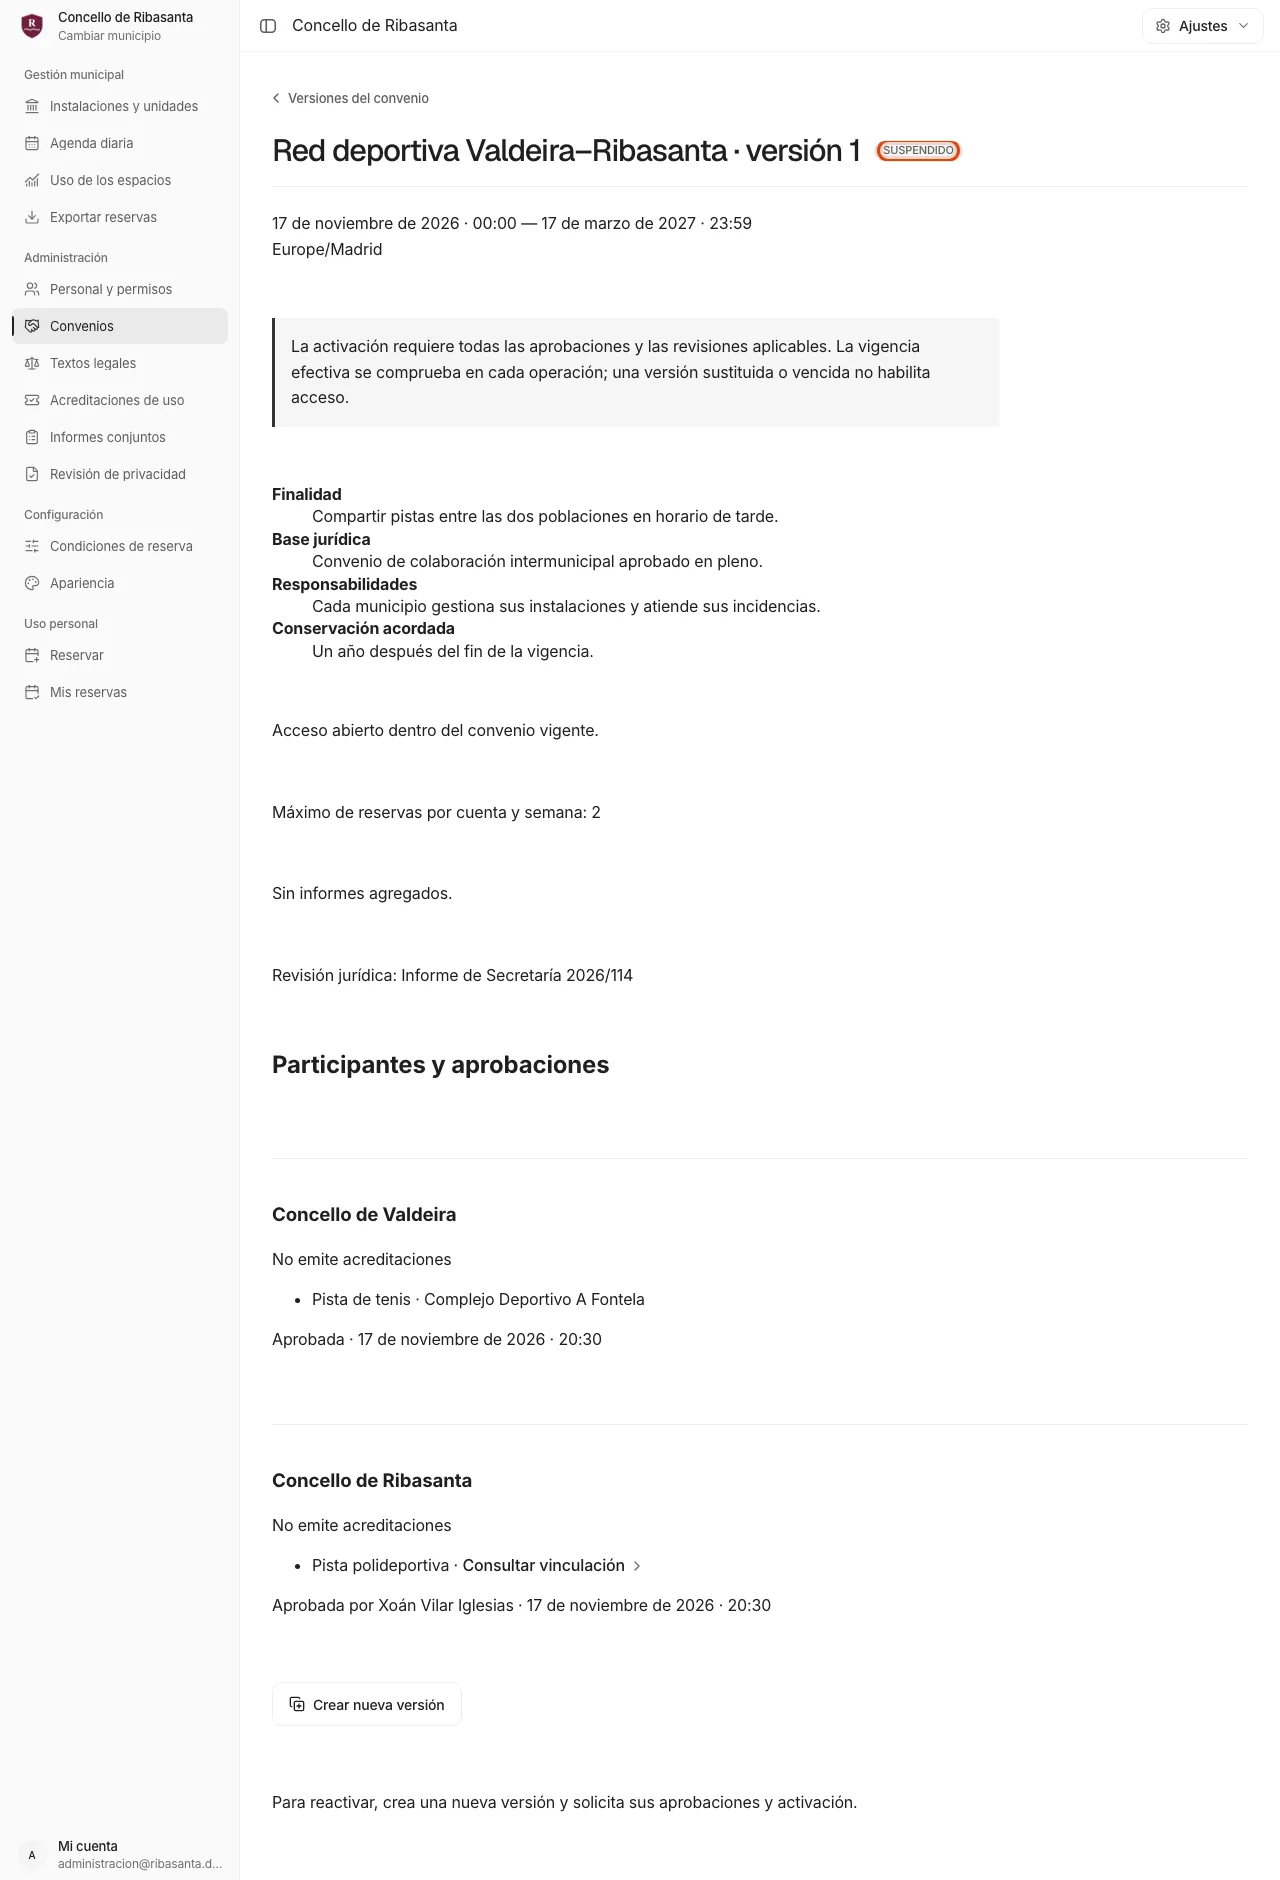 Concello de Ribasanta
Cambiar municipio
Gestión municipal
Instalaciones y unidades
Agenda diaria
Uso de los espacios
Exportar reservas
Administración
Personal y permisos
Convenios
Textos legales
Acreditaciones de uso
Informes conjuntos
Revisión de privacidad
Configuración
Condiciones de reserva
Apariencia
Uso personal
Reservar
Mis reservas
Mi cuenta
A
administracion@ribasanta.d...
Concello de Ribasanta
Ajustes
Versiones del convenio
Red deportiva Valdeira–Ribasanta · versión 1 SUSPENDIDO
17 de noviembre de 2026 · 00:00 — 17 de marzo de 2027 · 23:59
Europe/Madrid
La activación requiere todas las aprobaciones y las revisiones aplicables. La vigencia
efectiva se comprueba en cada operación; una versión sustituida o vencida no habilita
acceso.
Finalidad
Compartir pistas entre las dos poblaciones en horario de tarde.
Base jurídica
Convenio de colaboración intermunicipal aprobado en pleno.
Responsabilidades
Cada municipio gestiona sus instalaciones y atiende sus incidencias.
Conservación acordada
Un año después del fin de la vigencia.
Acceso abierto dentro del convenio vigente.
Máximo de reservas por cuenta y semana: 2
Sin informes agregados.
Revisión jurídica: Informe de Secretaría 2026/114
Participantes y aprobaciones
Concello de Valdeira
No emite acreditaciones
• Pista de tenis · Complejo Deportivo A Fontela
Aprobada · 17 de noviembre de 2026 · 20:30
Concello de Ribasanta
No emite acreditaciones
• Pista polideportiva · Consultar vinculación
Aprobada por Xoán Vilar Iglesias · 17 de noviembre de 2026 · 20:30
Crear nueva versión
Para reactivar, crea una nueva versión y solicita sus aprobaciones y activación.